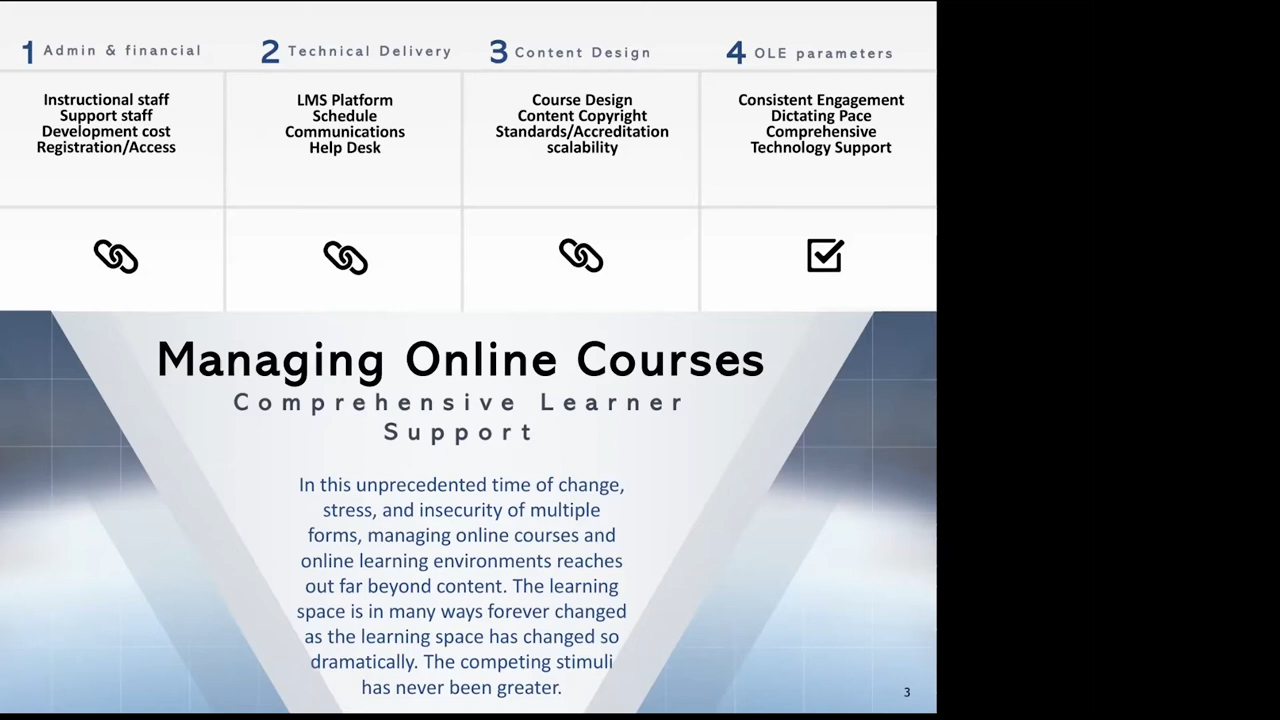 1 Admin & financial
2 Technical Delivery
3 Content Design
4 OLE parameters
Instructional staff
Support staff
Development cost
Registration/Access
LMS Platform
Schedule
Communications
Help Desk
Course Design
Content Copyright
Standards/Accreditation
scalability
Consistent Engagement
Dictating Pace
Comprehensive
Technology Support
Managing Online Courses
Comprehensive Learner
Support
In this unprecedented time of change,
stress, and insecurity of multiple
forms, managing online courses and
online learning environments reaches
out far beyond content. The learning
space is in many ways forever changed
as the learning space has changed so
dramatically. The competing stimuli
has never been greater.
3